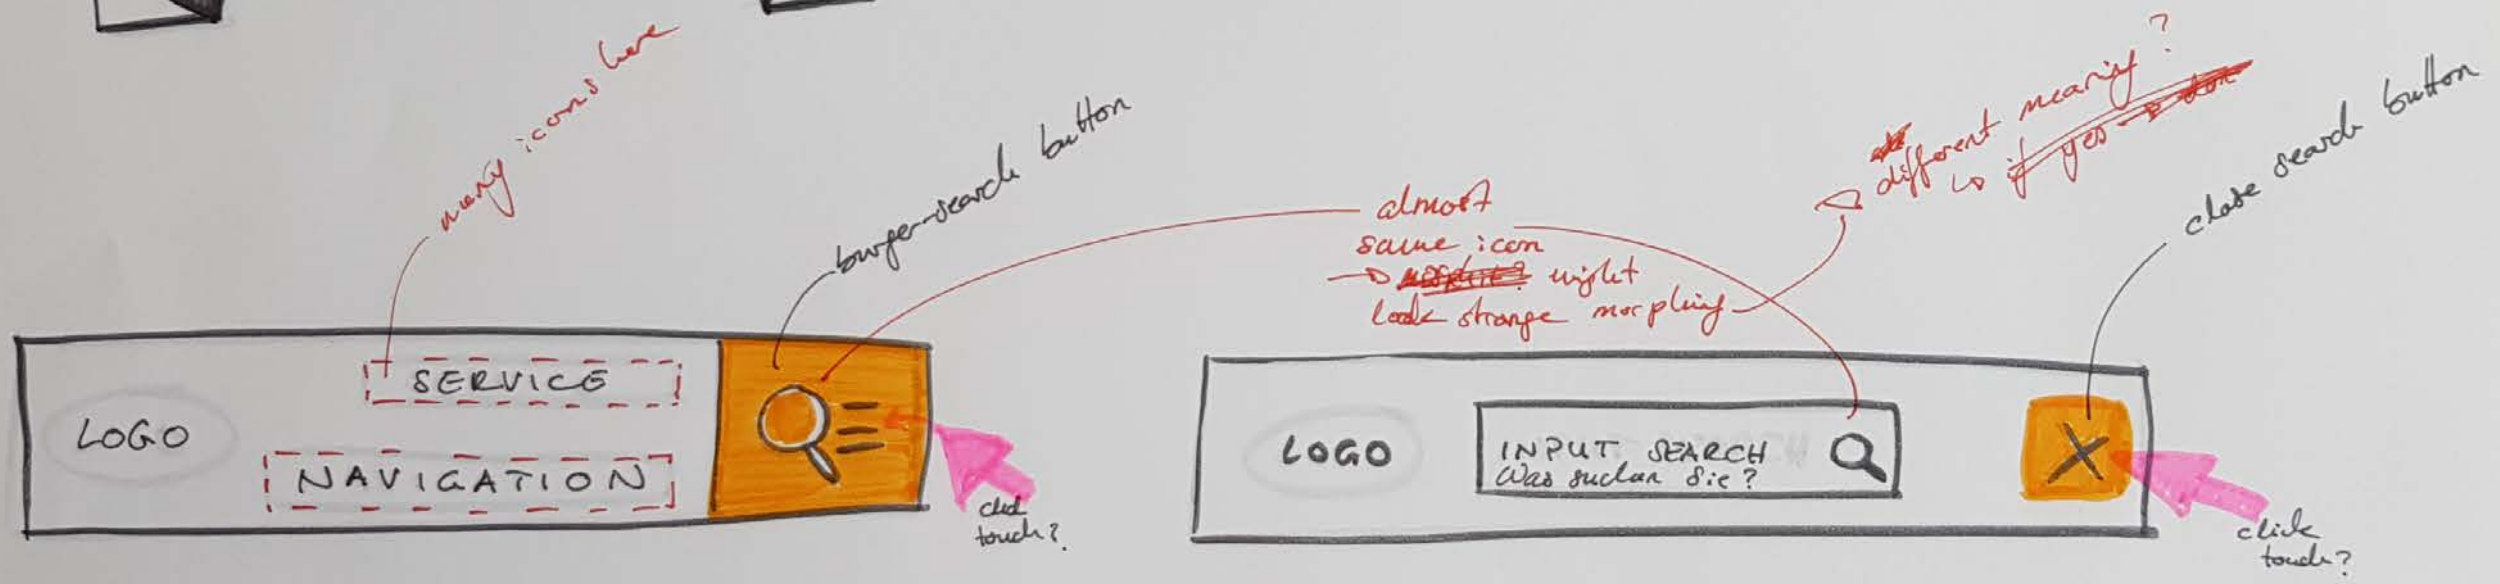 many icons here
burger-search button
almost
same icon
might
look strange morphing
different meaning?
↳ if yes
close search button
SERVICE
LOGO
NAVIGATION
click
touch?
LOGO
INPUT SEARCH
Was suchen Sie?
click
touch?